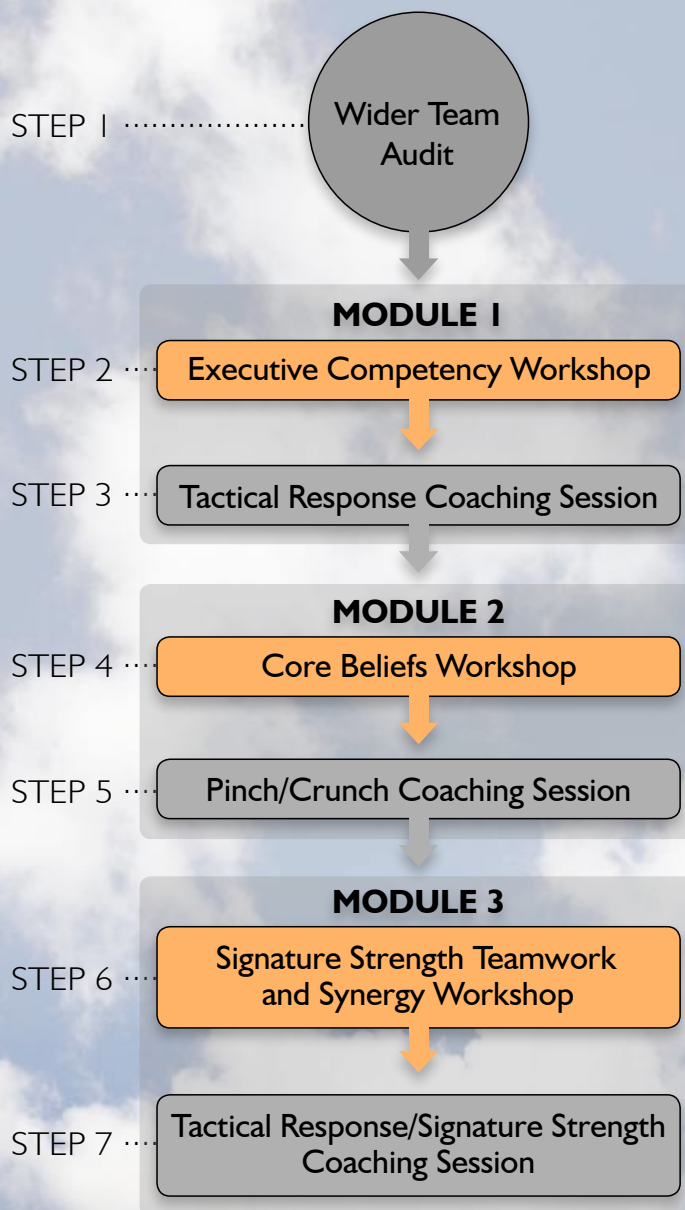 STEP 1
Wider Team
Audit
MODULE 1
STEP 2
Executive Competency Workshop
STEP 3
Tactical Response Coaching Session
MODULE 2
STEP 4
Core Beliefs Workshop
STEP 5
Pinch/Crunch Coaching Session
MODULE 3
STEP 6
Signature Strength Teamwork
and Synergy Workshop
STEP 7
Tactical Response/Signature Strength
Coaching Session